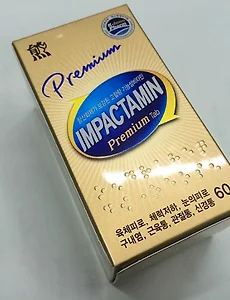 Premium
IMPACTAMIN
Premium Tab
육체피로, 체력저하, 눈의피로
구내염, 근육통, 관절통, 신경통
60